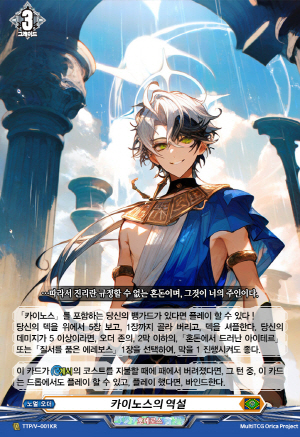 3
그레이드
…따라서 진리란 규정할 수 없는 혼돈이며, 그것이 너의 주인이다.
「카이노스」를 포함하는 당신의 뱅가드가 있다면 플레이 할 수 있다!
당신의 덱을 위에서 5장 보고, 1장까지 골라 버리고, 덱을 셔플한다. 당신의
데미지가 5 이상이라면, 오더 존의, 2막 이하의, 「혼돈에서 드러난 아이테르」
또는 「질서를 품은 에레보스」 1장을 선택하여, 막을 1 진행시켜도 좋다.
이 카드가 의 코스트를 지불할 때에 패에서 버려졌다면, 그 턴 중, 이 카드
는 드롭에서도 플레이 할 수 있고, 플레이 했다면, 바인드한다.
노멀 오더
카이노스의 역설
TTP/V-001KR
MultiTCG Orica Project